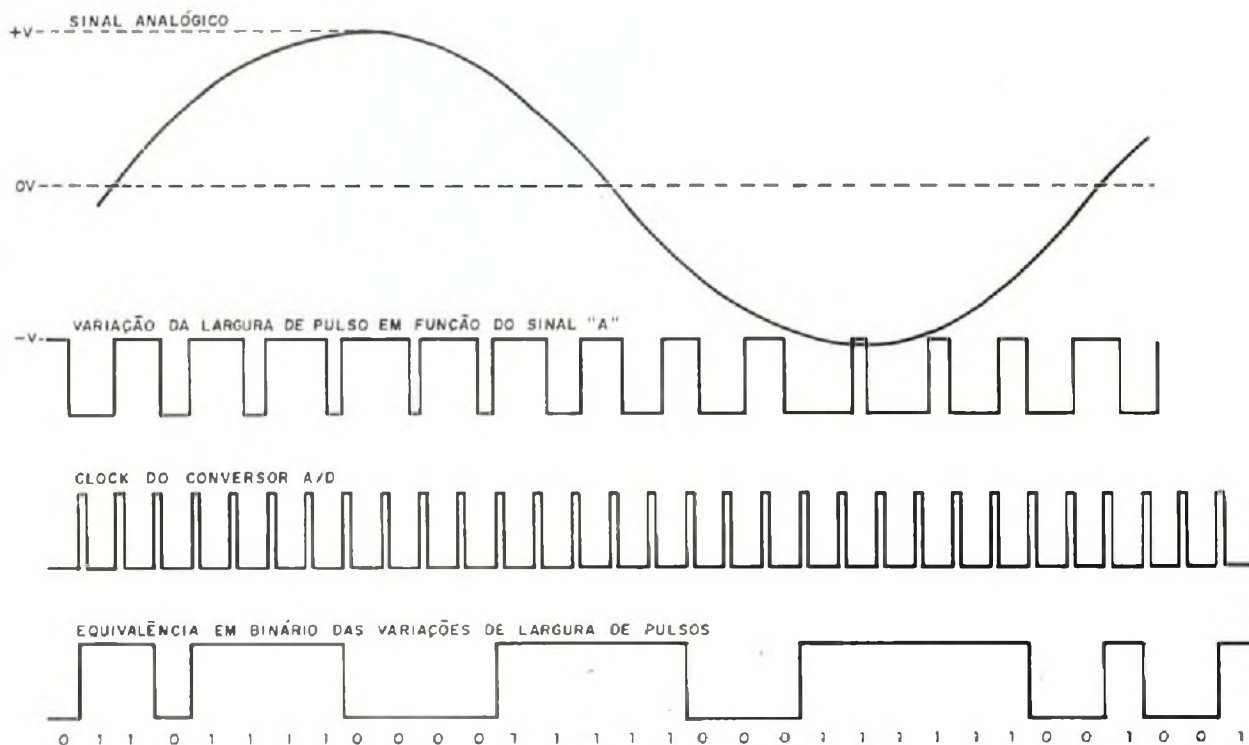 SINAL ANALÓGICO
+V
0V
VARIAÇÃO DA LARGURA DE PULSO EM FUNÇÃO DO SINAL "A"
-V
CLOCK DO CONVERSOR A/D
EQUIVALÊNCIA EM BINÁRIO DAS VARIAÇÕES DE LARGURA DE PULSOS
0 1 1 0 1 1 1 1 0 0 0 0 1 1 1 1 1 0 0 0 1 1 1 1 1 1 0 0 1 0 0 1